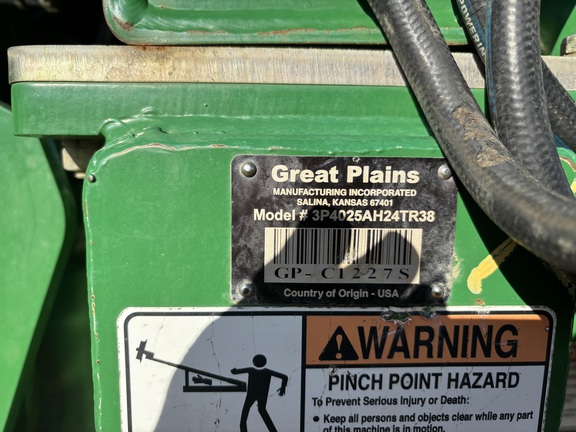 Great Plains
MANUFACTURING INCORPORATED
SALINA, KANSAS 67401
Model # 3P4025AH24TR38
GP-C1227S
Country of Origin - USA
WARNING
PINCH POINT HAZARD
To Prevent Serious Injury or Death:
• Keep all persons and objects clear while any part
of this machine is in motion.